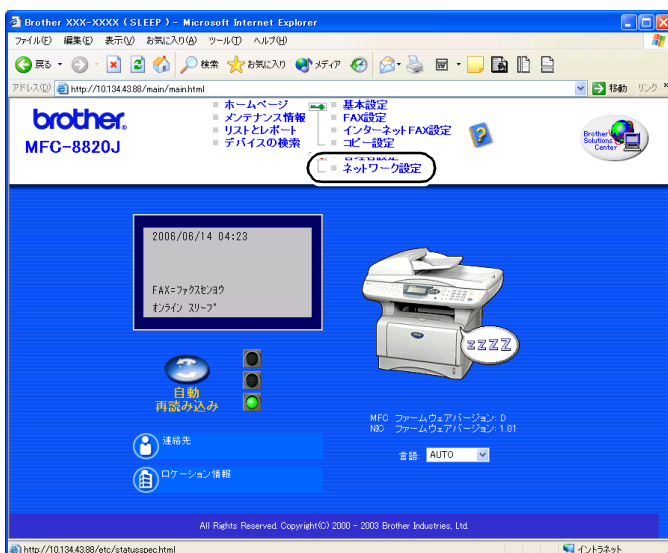 Brother XXX-XXXX ( SLEEP ) - Microsoft Internet Explorer
ファイル(F) 編集(E) 表示(V) お気に入り(A) ツール(T) ヘルプ(H)
戻る 検索 お気に入り メディア
アドレス(D) http://10.134.43.88/main/main.html 移動 リンク »
brother.
MFC-8820J
ホームページ
メンテナンス情報
リストとレポート
デバイスの検索
基本設定
FAX設定
インターネットFAX設定
コピー設定
管理者設定
ネットワーク設定
?
Brother
Solutions
Center
2006/06/14 04:23
FAX=ファクスセンヨウ
オンライン スリープ
自動
再読み込み
zZZZ
MFC ファームウェアバージョン: D
NIC ファームウェアバージョン: 1.01
連絡先
言語: AUTO
ロケーション情報
All Rights Reserved. Copyright(C) 2000 - 2003 Brother Industries, Ltd.
http://10.134.43.88/etc/statusspec.html イントラネット